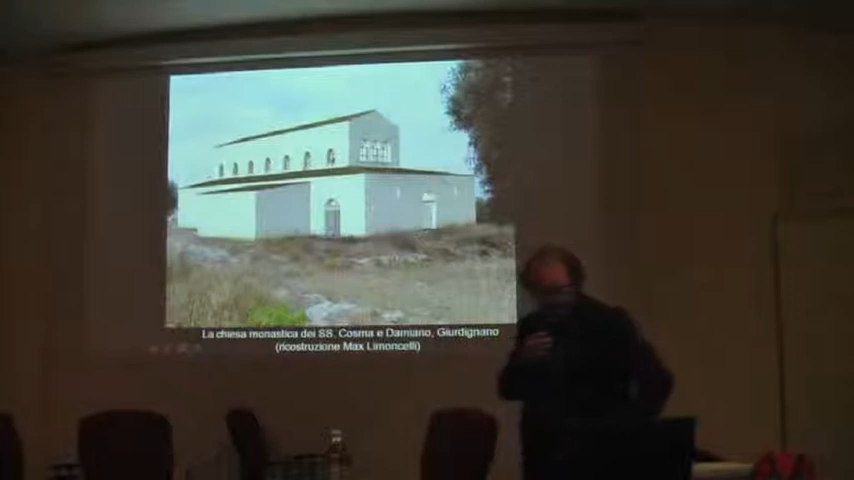 La chiesa monastica dei SS. Cosma e Damiano, Giurdignano
(ricostruzione Max Limoncelli)